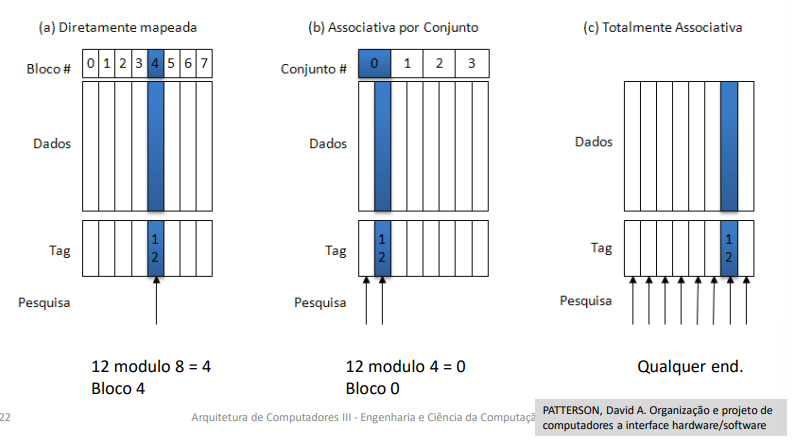 (a) Diretamente mapeada
Bloco # 0 1 2 3 4 5 6 7
Dados
Tag
1
2
Pesquisa
12 modulo 8 = 4
Bloco 4
(b) Associativa por Conjunto
Conjunto # 0 1 2 3
Dados
Tag
1
2
Pesquisa
12 modulo 4 = 0
Bloco 0
(c) Totalmente Associativa
Dados
Tag
1
2
Pesquisa
Qualquer end.
22
Arquitetura de Computadores III - Engenharia e Ciência da Computaçã
PATTERSON, David A. Organização e projeto de
computadores a interface hardware/software